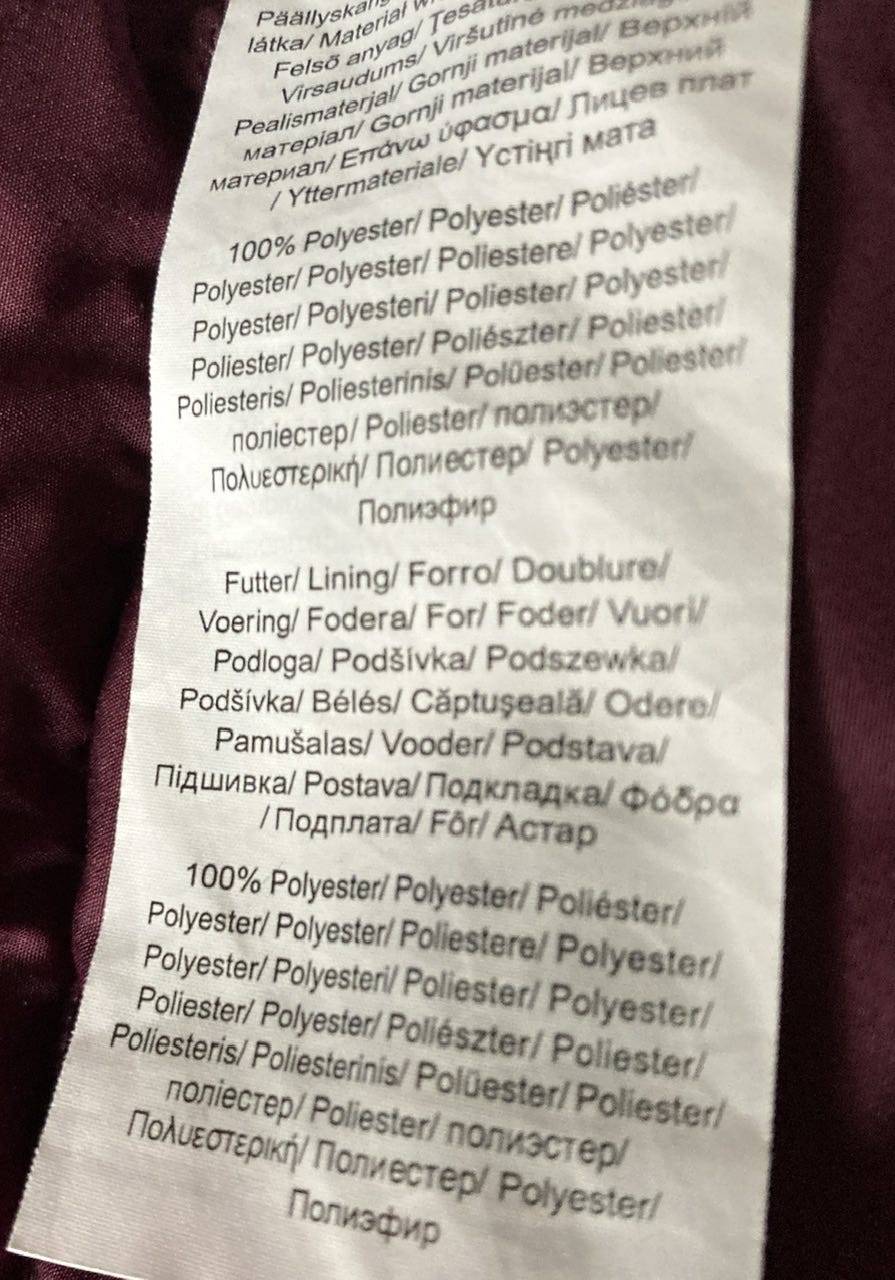 Päällyskan
látka/ Material
Felső anyag/ Țesătu
Virsaudums/ Viršutinė medžiag
Pealismaterjal/ Gornji materijal/ Верхній
матеріал/ Gornji materijal/ Верхний
материал/ Επάνω ύφασμα/ Лицев плат
/ Yttermateriale/ Үстіңгі мата
100% Polyester/ Polyester/ Poliéster/
Polyester/ Polyester/ Poliestere/ Polyester/
Polyester/ Polyesteri/ Poliester/ Polyester/
Poliester/ Polyester/ Poliészter/ Poliester/
Poliesteris/ Poliesterinis/ Polüester/ Poliester/
поліестер/ Poliester/ полиэстер/
Πολυεστερική/ Полиестер/ Polyester/
Полиэфир
Futter/ Lining/ Forro/ Doublure/
Voering/ Fodera/ For/ Foder/ Vuori/
Podloga/ Podšívka/ Podszewka/
Podšívka/ Bélés/ Căptuşeală/ Odere/
Pamušalas/ Vooder/ Podstava/
Підшивка/ Postava/ Подкладка/ Φόδρα
/ Подплата/ Fôr/ Астар
100% Polyester/ Polyester/ Poliéster/
Polyester/ Polyester/ Poliestere/ Polyester/
Polyester/ Polyesteri/ Poliester/ Polyester/
Poliester/ Polyester/ Poliészter/ Poliester/
Poliesteris/ Poliesterinis/ Polüester/ Poliester/
поліестер/ Poliester/ полиэстер/
Πολυεστερική/ Полиестер/ Polyester/
Полиэфир